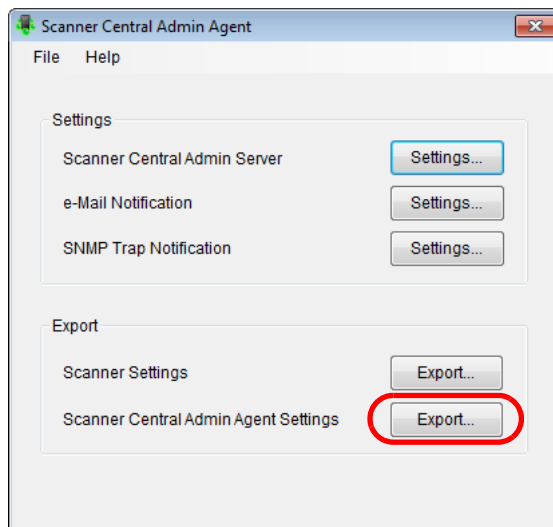 Scanner Central Admin Agent
File Help
Settings
Scanner Central Admin Server Settings...
e-Mail Notification Settings...
SNMP Trap Notification Settings...
Export
Scanner Settings Export...
Scanner Central Admin Agent Settings Export...